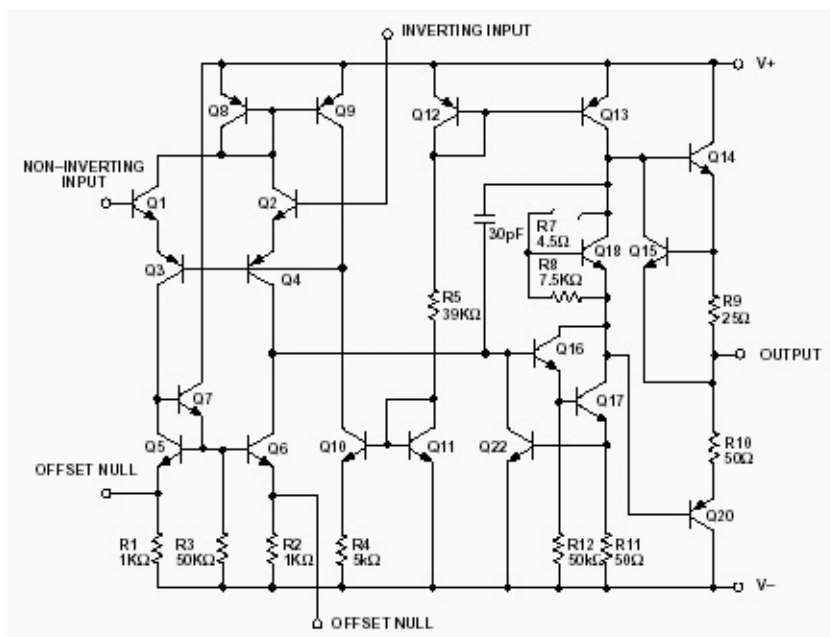 INVERTING INPUT
V+
Q8
Q9
Q12
Q13
Q14
NON–INVERTING
INPUT
Q1
Q2
30pF
R7
4.5Ω
Q18
Q15
Q3
Q4
R8
7.5KΩ
R5
39KΩ
R9
25Ω
Q16
OUTPUT
Q7
Q17
Q5
Q6
Q10
Q11
Q22
R10
50Ω
OFFSET NULL
Q20
R1
1KΩ
R3
50KΩ
R2
1KΩ
R4
5kΩ
R12
50kΩ
R11
50Ω
V–
OFFSET NULL